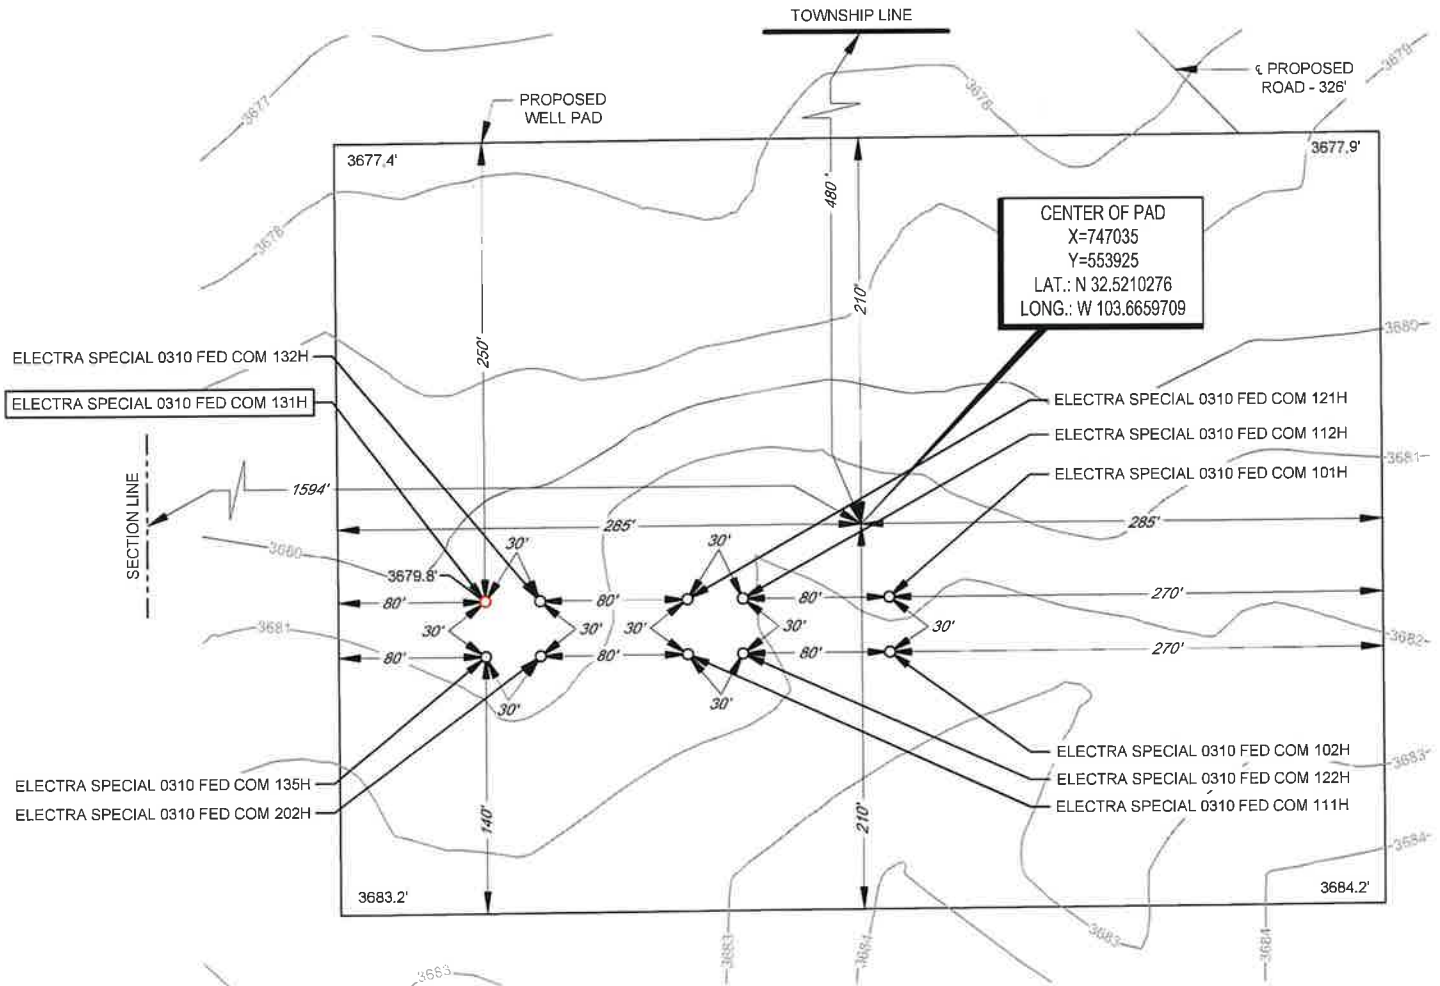 TOWNSHIP LINE
℄ PROPOSED
ROAD - 326'
3679
3677
3678
PROPOSED
WELL PAD
3677.4'
3677.9'
480'
CENTER OF PAD
X=747035
Y=553925
LAT.: N 32.5210276
LONG.: W 103.6659709
3678
210'
250'
3680
ELECTRA SPECIAL 0310 FED COM 132H
ELECTRA SPECIAL 0310 FED COM 131H
ELECTRA SPECIAL 0310 FED COM 121H
ELECTRA SPECIAL 0310 FED COM 112H
ELECTRA SPECIAL 0310 FED COM 101H
3681
SECTION LINE
1594'
285'
285'
3680
30'
30'
3679.8'
80'
80'
80'
270'
3681
30'
30'
30'
30'
30'
3682
80'
80'
80'
270'
30'
30'
ELECTRA SPECIAL 0310 FED COM 135H
ELECTRA SPECIAL 0310 FED COM 202H
ELECTRA SPECIAL 0310 FED COM 102H
ELECTRA SPECIAL 0310 FED COM 122H
ELECTRA SPECIAL 0310 FED COM 111H
3683
140'
210'
3684
3683.2'
3684.2'
3683
3683
3684
3683
3684